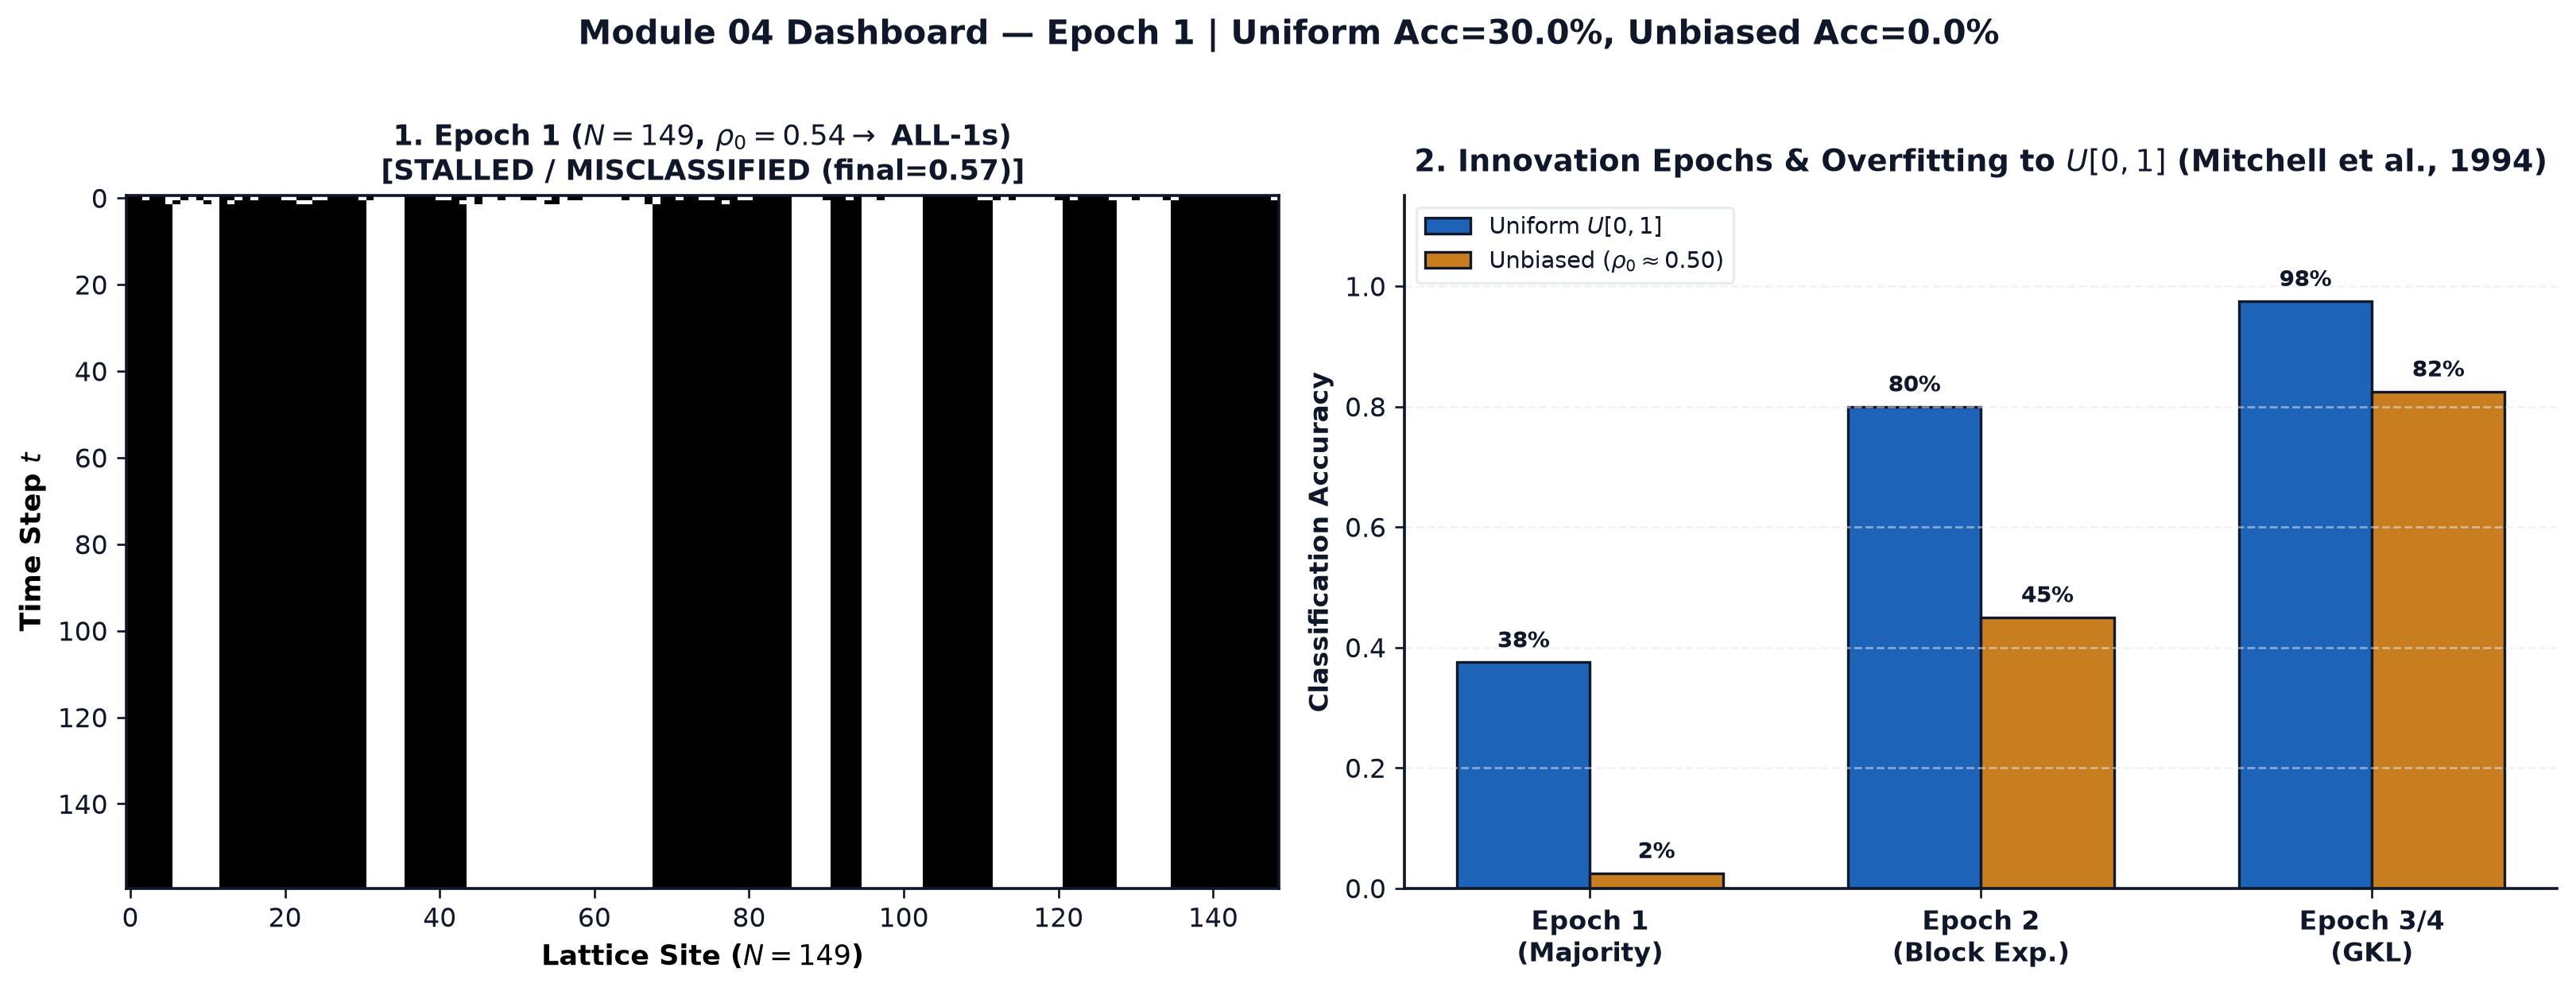 Module 04 Dashboard — Epoch 1 | Uniform Acc=30.0%, Unbiased Acc=0.0%
1. Epoch 1 (N = 149, ρ₀ = 0.54 → ALL-1s)
[STALLED / MISCLASSIFIED (final=0.57)]
0
20
40
60
80
100
120
140
Time Step t
0 20 40 60 80 100 120 140
Lattice Site (N = 149)
2. Innovation Epochs & Overfitting to U[0, 1] (Mitchell et al., 1994)
Uniform U[0, 1]
Unbiased (ρ₀ ≈ 0.50)
1.0
0.8
0.6
0.4
0.2
0.0
Classification Accuracy
38%
2%
80%
45%
98%
82%
Epoch 1
(Majority)
Epoch 2
(Block Exp.)
Epoch 3/4
(GKL)